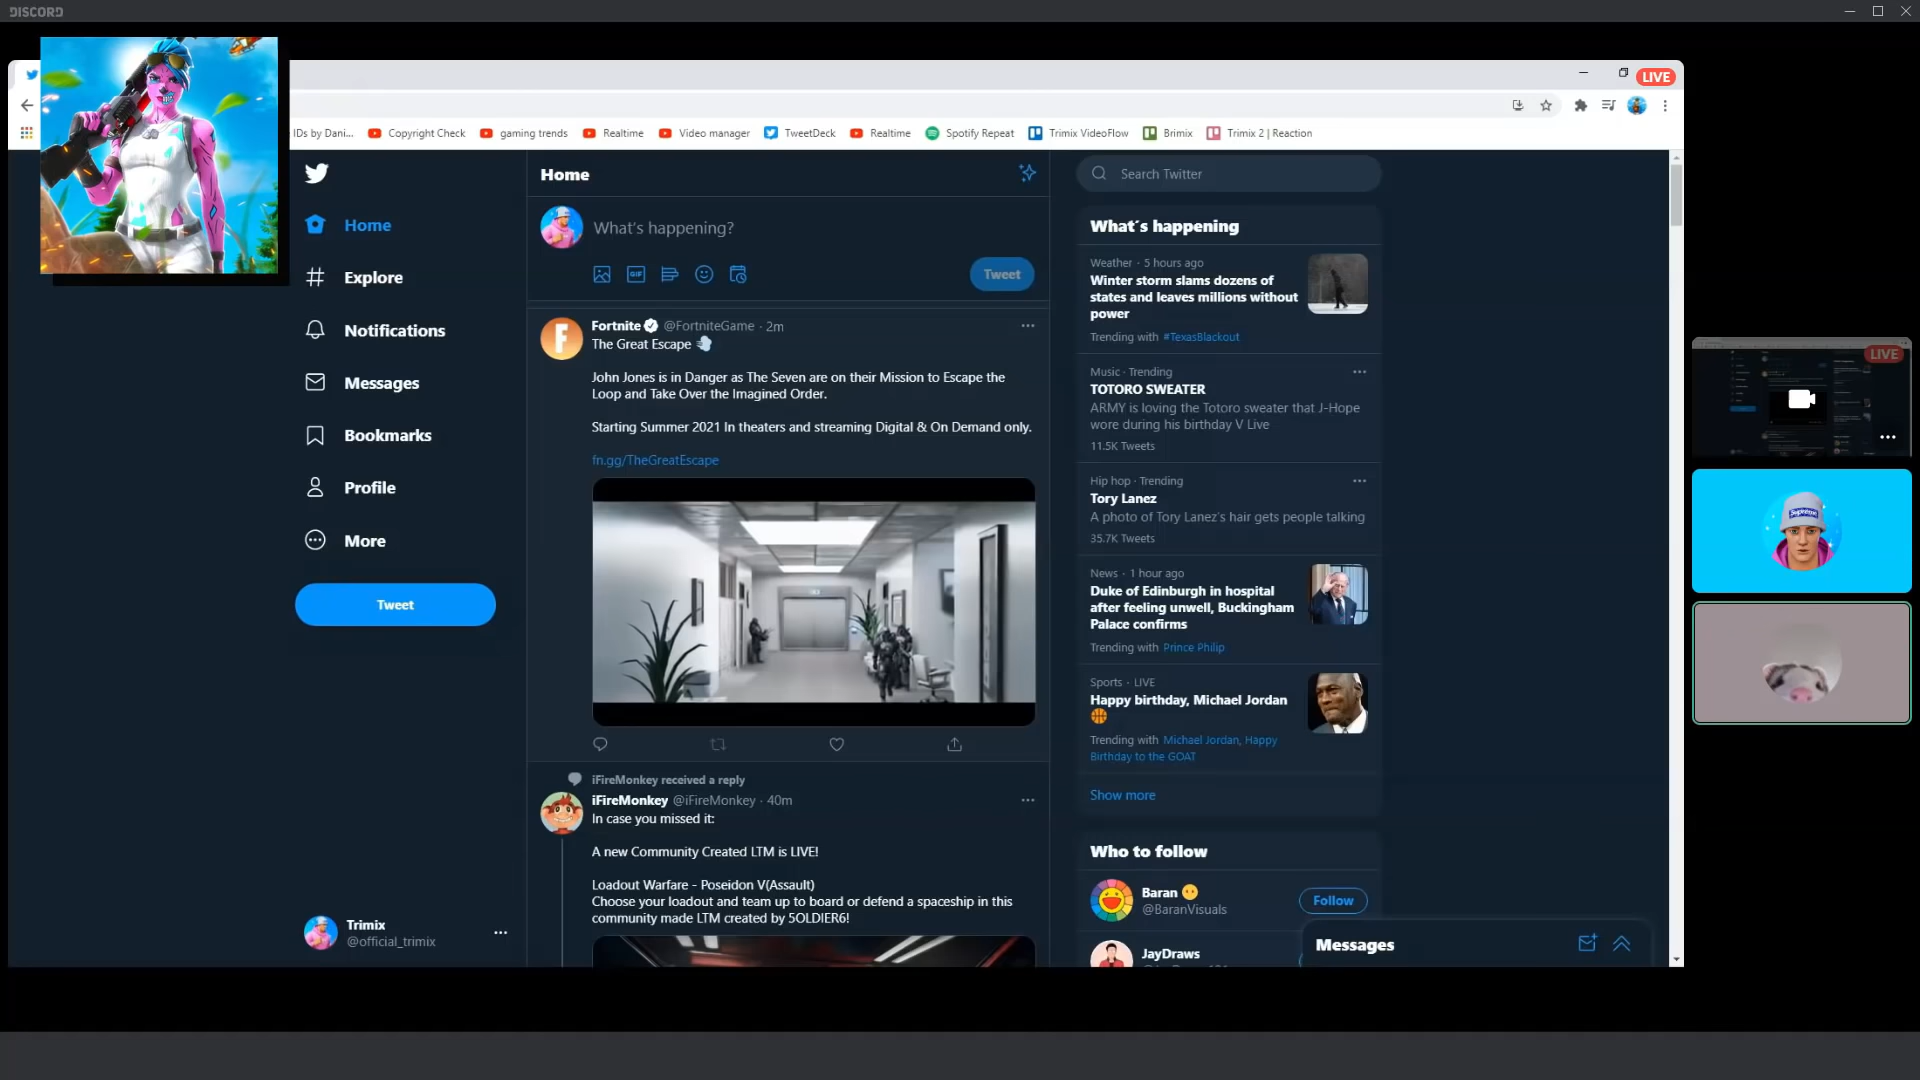 DISCORD
LIVE
IDs by Dani...
Copyright Check
gaming trends
Realtime
Video manager
TweetDeck
Realtime
Spotify Repeat
Trimix VideoFlow
Brimix
Trimix 2 | Reaction
Home
Explore
Notifications
Messages
Bookmarks
Profile
More
Tweet
Trimix
@official_trimix
Home
What's happening?
GIF
Tweet
Fortnite @FortniteGame · 2m
The Great Escape
John Jones is in Danger as The Seven are on their Mission to Escape the
Loop and Take Over the Imagined Order.
Starting Summer 2021 In theaters and streaming Digital & On Demand only.
fn.gg/TheGreatEscape
iFireMonkey received a reply
iFireMonkey @iFireMonkey · 40m
In case you missed it:
A new Community Created LTM is LIVE!
Loadout Warfare - Poseidon V(Assault)
Choose your loadout and team up to board or defend a spaceship in this
community made LTM created by 5OLDIER6!
Search Twitter
What's happening
Weather · 5 hours ago
Winter storm slams dozens of
states and leaves millions without
power
Trending with #TexasBlackout
Music · Trending
TOTORO SWEATER
ARMY is loving the Totoro sweater that J-Hope
wore during his birthday V Live
11.5K Tweets
Hip hop · Trending
Tory Lanez
A photo of Tory Lanez's hair gets people talking
35.7K Tweets
News · 1 hour ago
Duke of Edinburgh in hospital
after feeling unwell, Buckingham
Palace confirms
Trending with Prince Philip
Sports · LIVE
Happy birthday, Michael Jordan
Trending with Michael Jordan, Happy
Birthday to the GOAT
Show more
Who to follow
Baran
@BaranVisuals
Follow
JayDraws
Messages
LIVE
Supreme